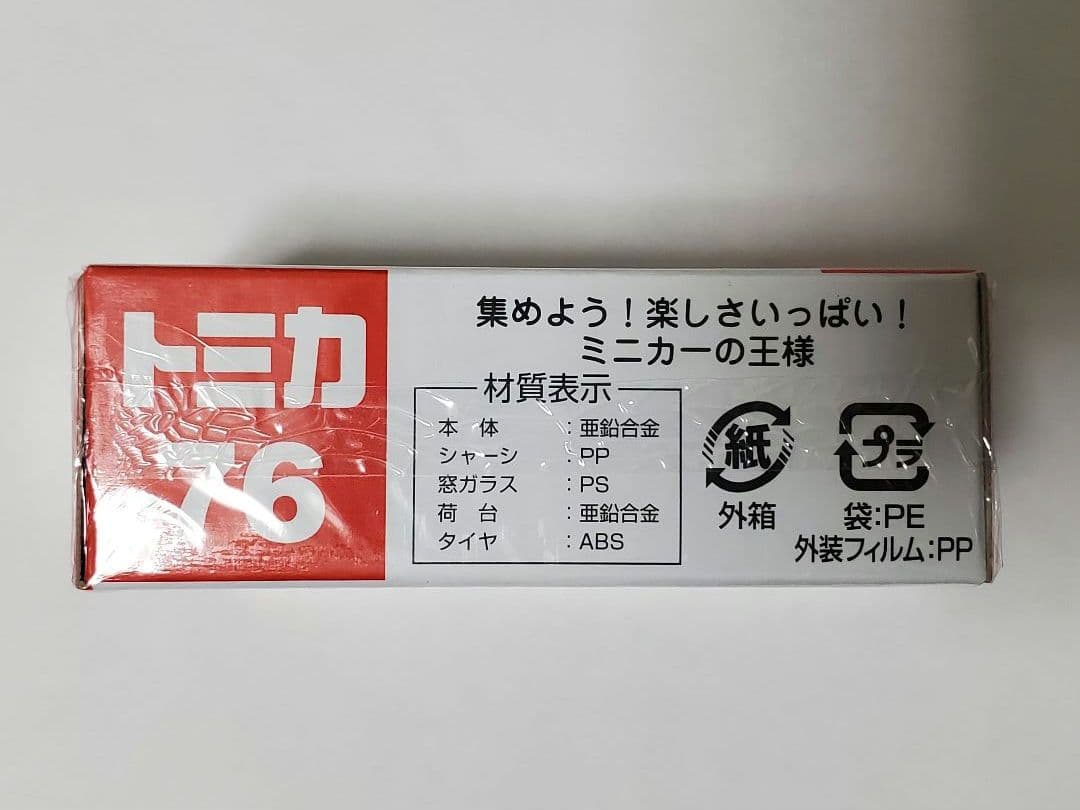 トミカ
76
集めよう！楽しさいっぱい！
ミニカーの王様
材質表示
本体：亜鉛合金
シャーシ：PP
窓ガラス：PS
荷台：亜鉛合金
タイヤ：ABS
紙
外箱
プラ
袋：PE
外装フィルム：PP